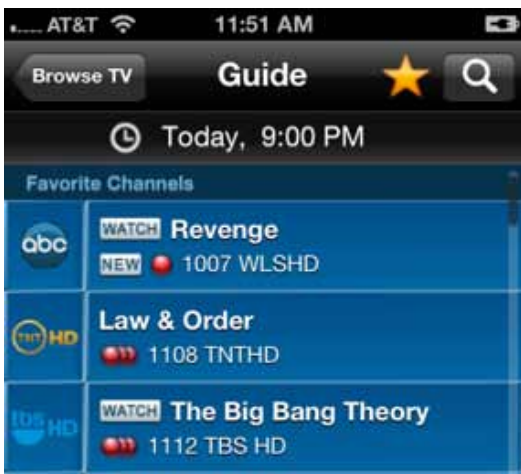 AT&T 11:51 AM
Browse TV Guide
Today, 9:00 PM
Favorite Channels
abc WATCH Revenge
NEW 1007 WLSHD
TNT HD Law & Order
1108 TNTHD
tbs HD WATCH The Big Bang Theory
1112 TBS HD